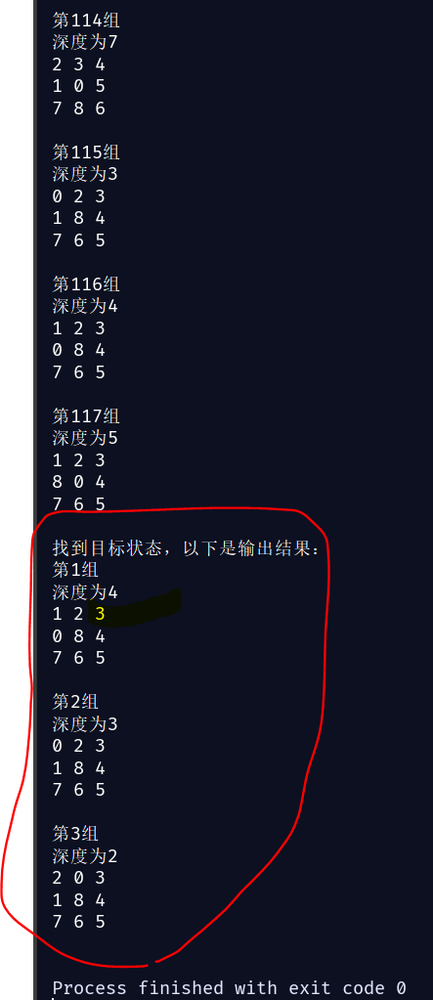 第114组
深度为7
2 3 4
1 0 5
7 8 6
第115组
深度为3
0 2 3
1 8 4
7 6 5
第116组
深度为4
1 2 3
0 8 4
7 6 5
第117组
深度为5
1 2 3
8 0 4
7 6 5
找到目标状态，以下是输出结果：
第1组
深度为4
1 2 3
0 8 4
7 6 5
第2组
深度为3
0 2 3
1 8 4
7 6 5
第3组
深度为2
2 0 3
1 8 4
7 6 5
Process finished with exit code 0